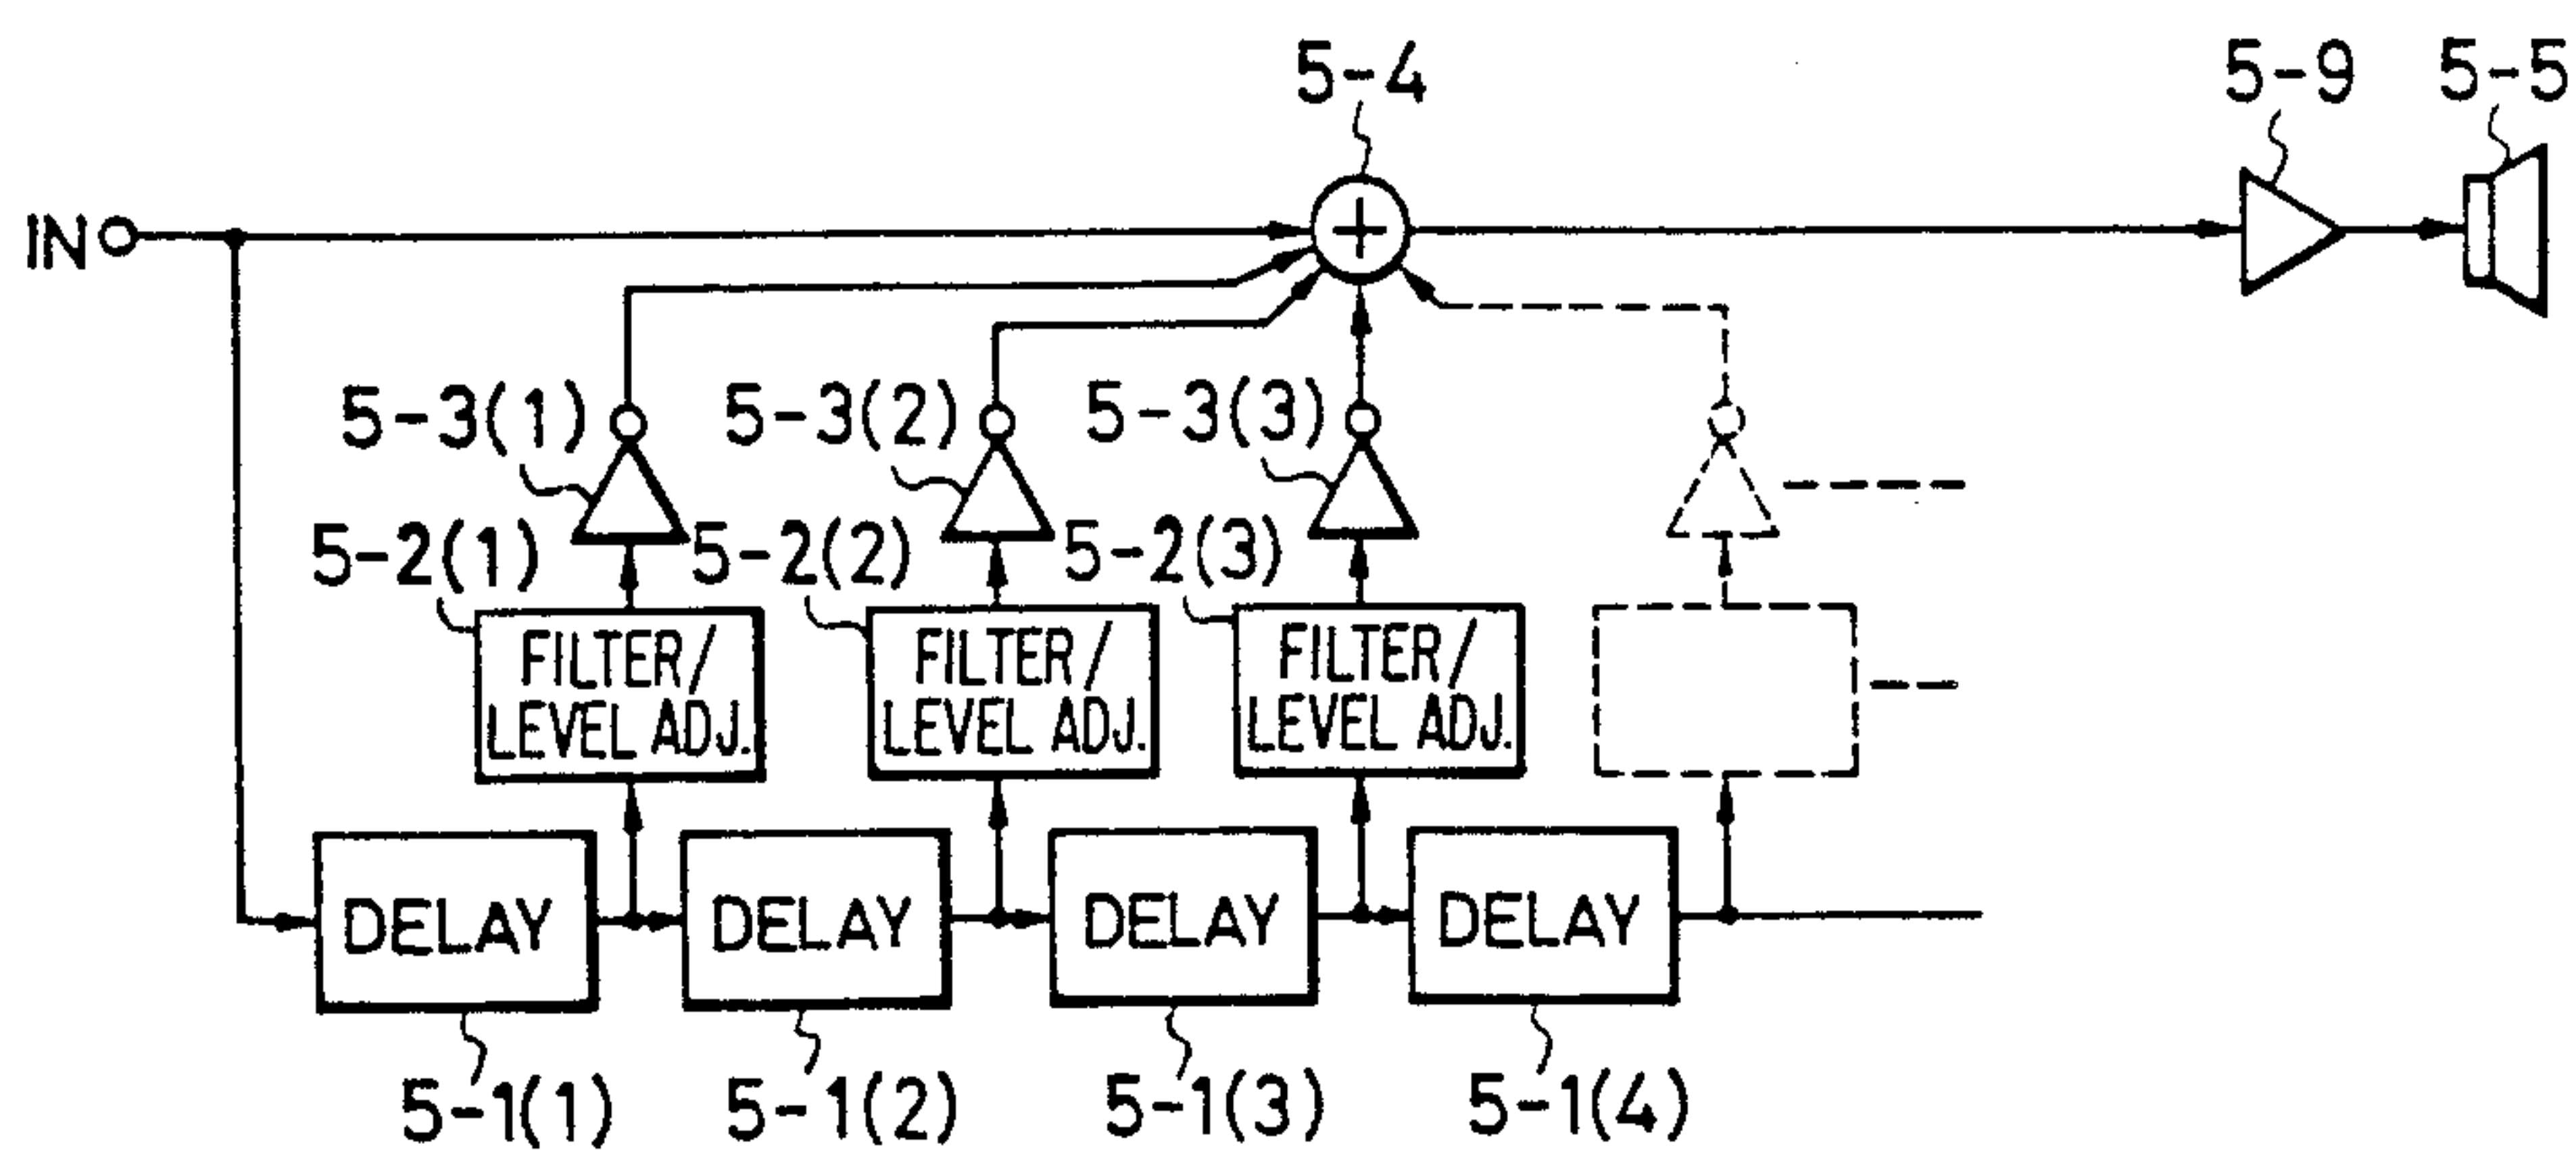 5-4
5-9
5-5
IN
5-3(1)
5-3(2)
5-3(3)
5-2(1)
5-2(2)
5-2(3)
FILTER/
LEVEL ADJ.
FILTER/
LEVEL ADJ.
FILTER/
LEVEL ADJ.
DELAY
DELAY
DELAY
DELAY
5-1(1)
5-1(2)
5-1(3)
5-1(4)